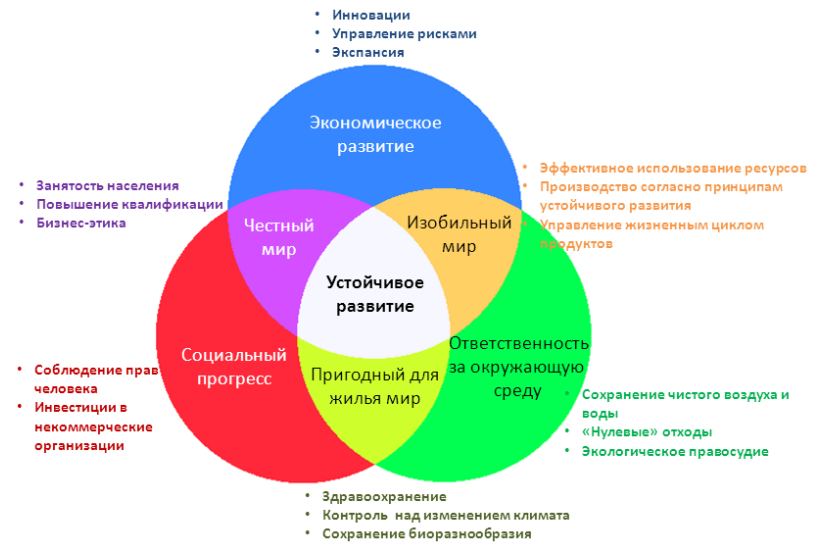 • Инновации
• Управление рисками
• Экспансия
Экономическое
развитие
• Занятость населения
• Повышение квалификации
• Бизнес-этика
• Эффективное использование ресурсов
• Производство согласно принципам
устойчивого развития
• Управление жизненным циклом
продуктов
Честный
мир
Изобильный
мир
Устойчивое
развитие
Социальный
прогресс
Пригодный для
жилья мир
Ответственность
за окружающую
среду
• Соблюдение прав
человека
• Инвестиции в
некоммерческие
организации
• Сохранение чистого воздуха и
воды
• «Нулевые» отходы
• Экологическое правосудие
• Здравоохранение
• Контроль над изменением климата
• Сохранение биоразнообразия